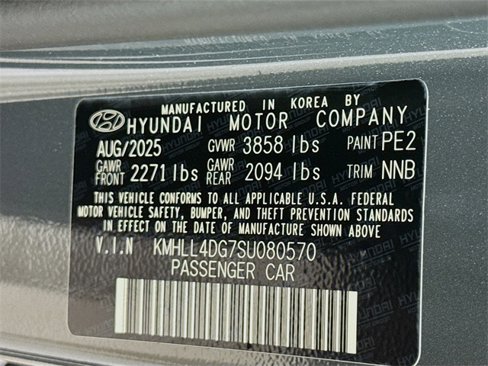 MANUFACTURED IN KOREA BY
HYUNDAI MOTOR COMPANY
AUG/2025 GVWR 3858 lbs PAINT PE2
GAWR FRONT 2271 lbs GAWR REAR 2094 lbs TRIM NNB
THIS VEHICLE CONFORMS TO ALL APPLICABLE U.S.A. FEDERAL
MOTOR VEHICLE SAFETY, BUMPER, AND THEFT PREVENTION STANDARDS
IN EFFECT ON THE DATE OF MANUFACTURE SHOWN ABOVE
V.I.N KMHLL4DG7SU080570
PASSENGER CAR